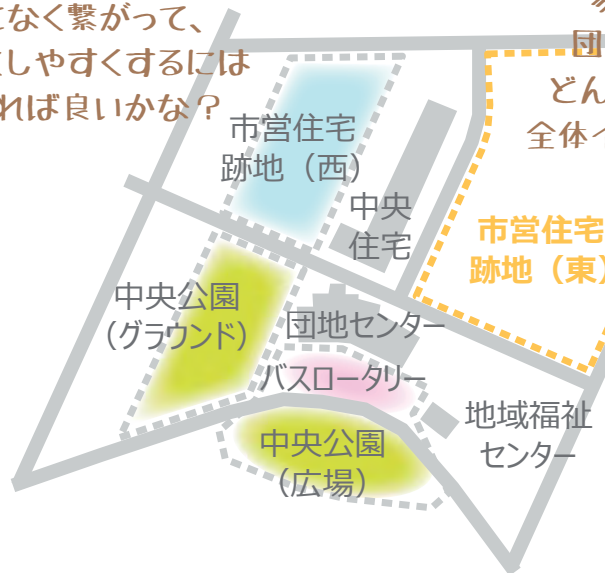 なく繋がって、
しやすくするには
れば良いかな？
団
どん
全体イ
市営住宅
跡地（西）
中央
住宅
市営住宅
跡地（東）
中央公園
（グラウンド）
団地センター
バスロータリー
地域福祉
センター
中央公園
（広場）